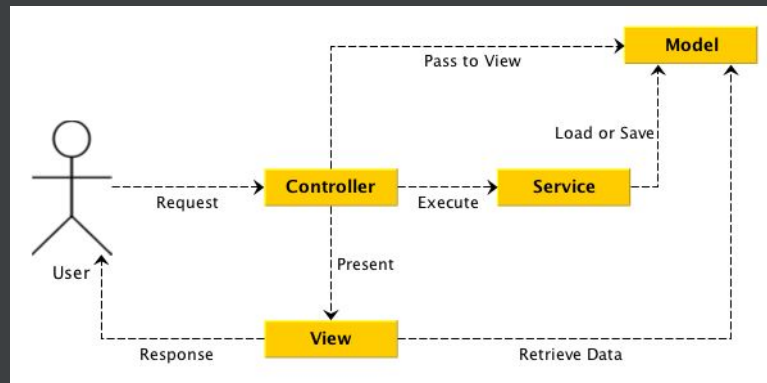 Model
Pass to View
Load or Save
Controller
Service
Request
Execute
User
Present
View
Response
Retrieve Data